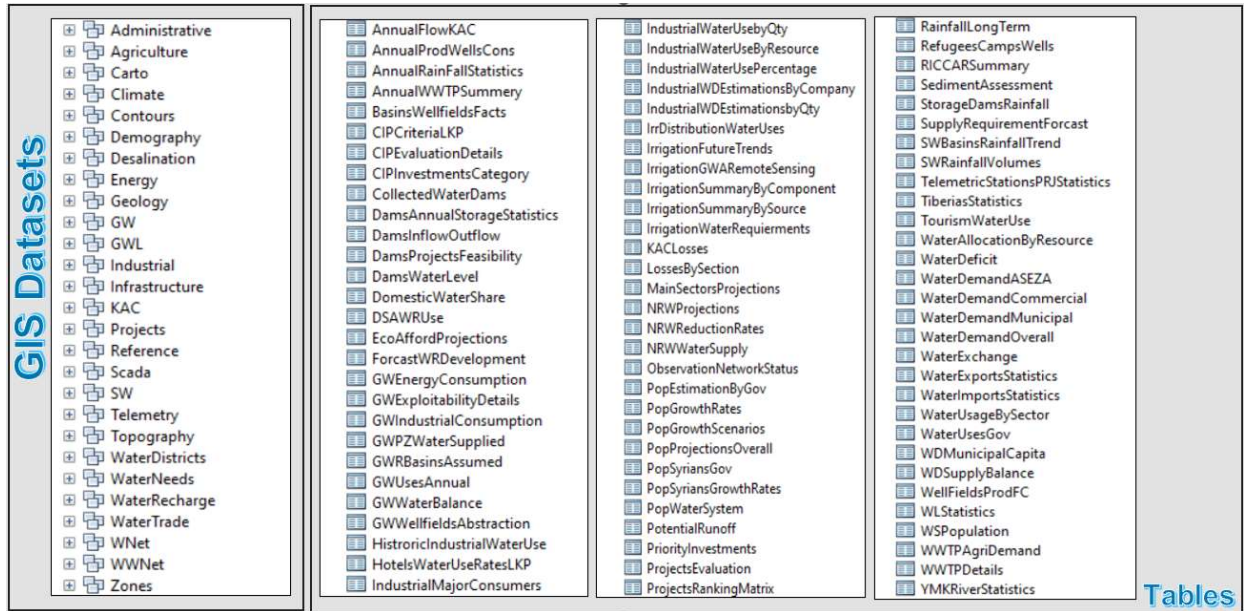 GIS Datasets
Administrative
Agriculture
Carto
Climate
Contours
Demography
Desalination
Energy
Geology
GW
GWL
Industrial
Infrastructure
KAC
Projects
Reference
Scada
SW
Telemetry
Topography
WaterDistricts
WaterNeeds
WaterRecharge
WaterTrade
WNet
WWNet
Zones
AnnualFlowKAC
AnnualProdWellsCons
AnnualRainFallStatistics
AnnualWWTPSummery
BasinsWellfieldsFacts
CIPCriteriaLKP
CIPEvaluationDetails
CIPInvestmentsCategory
CollectedWaterDams
DamsAnnualStorageStatistics
DamsInflowOutflow
DamsProjectsFeasibility
DamsWaterLevel
DomesticWaterShare
DSAWRUse
EcoAffordProjections
ForcastWRDevelopment
GWEnergyConsumption
GWExploitabilityDetails
GWIndustrialConsumption
GWPZWaterSupplied
GWRBasinsAssumed
GWUsesAnnual
GWWaterBalance
GWWellfieldsAbstraction
HistroricIndustrialWaterUse
HotelsWaterUseRatesLKP
IndustrialMajorConsumers
IndustrialWaterUsebyQty
IndustrialWaterUseByResource
IndustrialWaterUsePercentage
IndustrialWDEstimationsByCompany
IndustrialWDEstimationsbyQty
IrrDistributionWaterUses
IrrigationFutureTrends
IrrigationGWARemoteSensing
IrrigationSummaryByComponent
IrrigationSummaryBySource
IrrigationWaterRequierments
KACLosses
LossesBySection
MainSectorsProjections
NRWProjections
NRWReductionRates
NRWWaterSupply
ObservationNetworkStatus
PopEstimationByGov
PopGrowthRates
PopGrowthScenarios
PopProjectionsOverall
PopSyriansGov
PopSyriansGrowthRates
PopWaterSystem
PotentialRunoff
PriorityInvestments
ProjectsEvaluation
ProjectsRankingMatrix
RainfallLongTerm
RefugeesCampsWells
RICCARSummary
SedimentAssessment
StorageDamsRainfall
SupplyRequirementForcast
SWBasinsRainfallTrend
SWRainfallVolumes
TelemetricStationsPRJStatistics
TiberiasStatistics
TourismWaterUse
WaterAllocationByResource
WaterDeficit
WaterDemandASEZA
WaterDemandCommercial
WaterDemandMunicipal
WaterDemandOverall
WaterExchange
WaterExportsStatistics
WaterImportsStatistics
WaterUsageBySector
WaterUsesGov
WDMunicipalCapita
WDSupplyBalance
WellFieldsProdFC
WLStatistics
WSPopulation
WWTPAgriDemand
WWTPDetails
YMKRiverStatistics
Tables